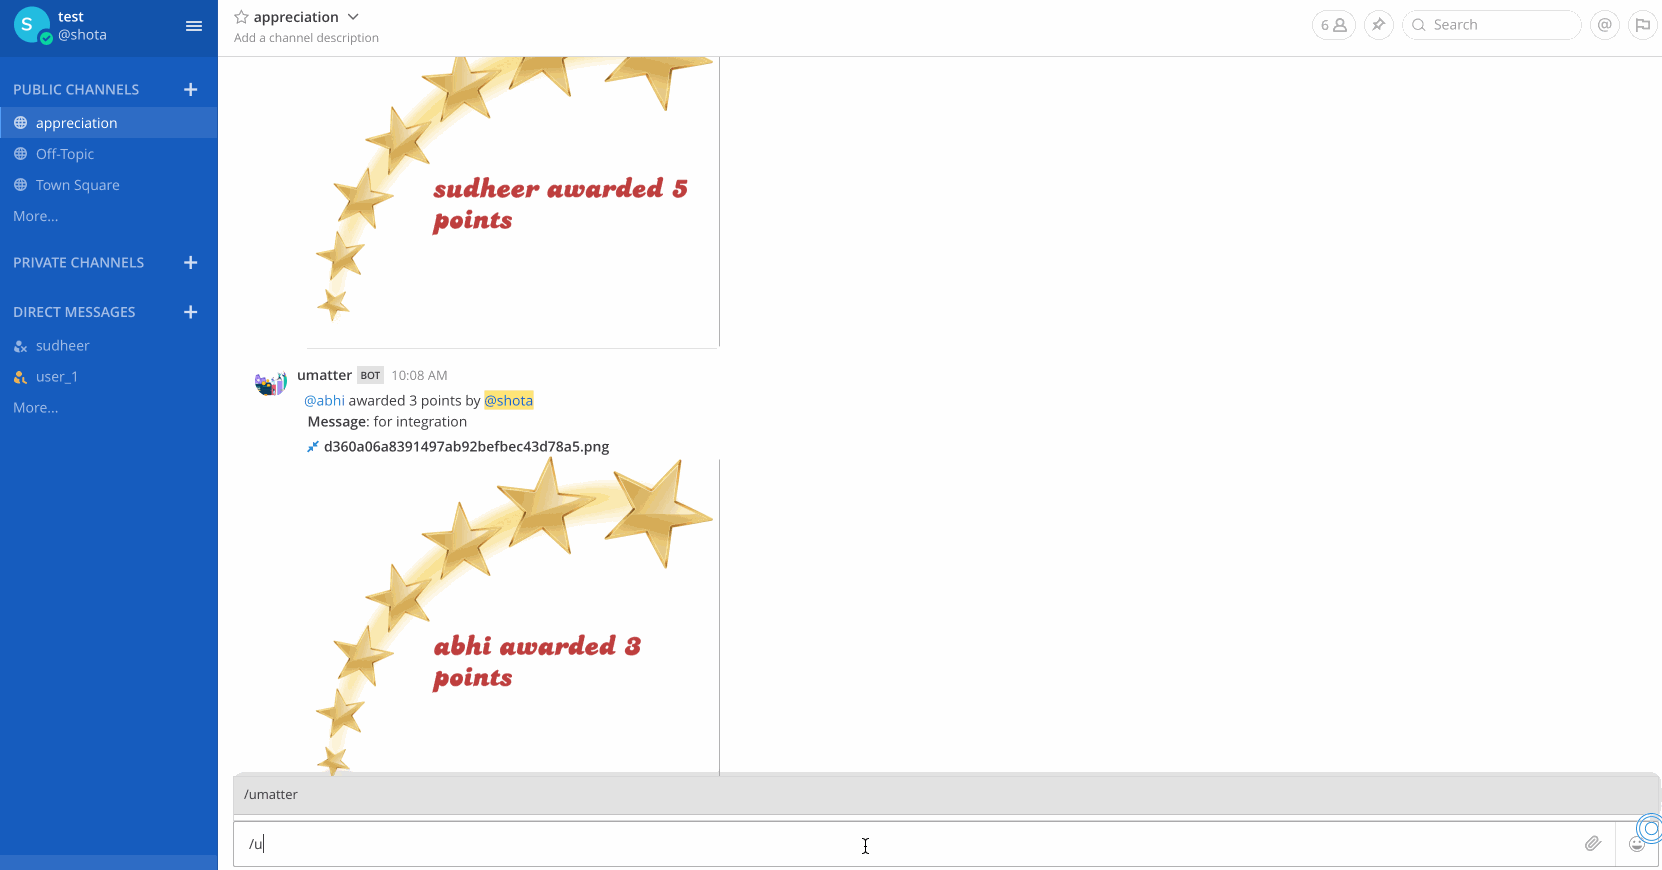 S
test
@shota
PUBLIC CHANNELS +
appreciation
Off-Topic
Town Square
More...
PRIVATE CHANNELS +
DIRECT MESSAGES +
sudheer
user_1
More...
appreciation
Add a channel description
6
Search
@
sudheer awarded 5
points
umatter BOT 10:08 AM
@abhi awarded 3 points by @shota
Message: for integration
d360a06a8391497ab92befbec43d78a5.png
abhi awarded 3
points
/umatter
/u